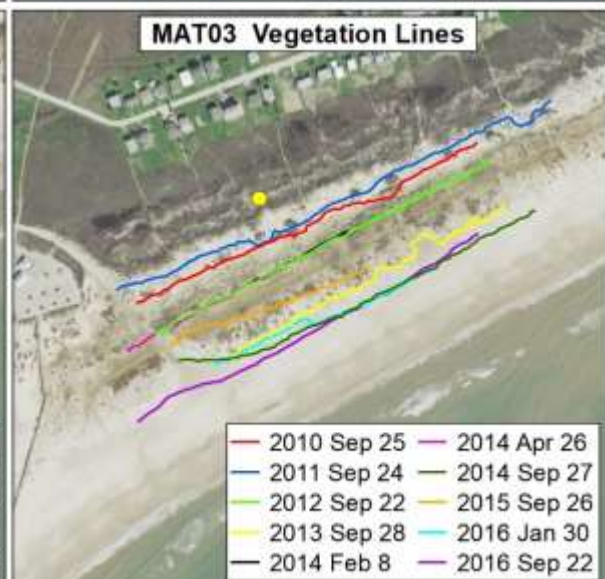 MAT03 Vegetation Lines
2010 Sep 25
2011 Sep 24
2012 Sep 22
2013 Sep 28
2014 Feb 8
2014 Apr 26
2014 Sep 27
2015 Sep 26
2016 Jan 30
2016 Sep 22